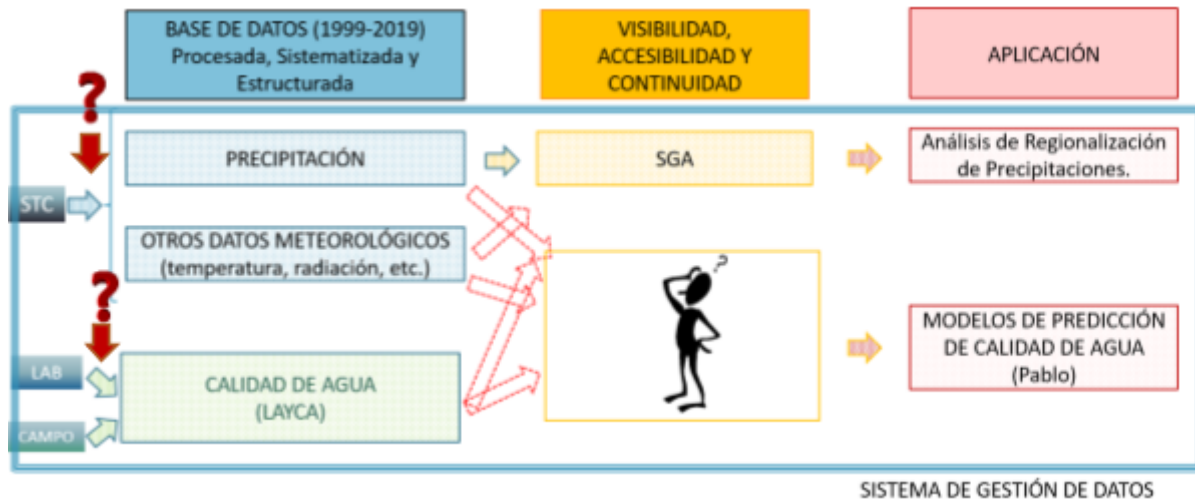 BASE DE DATOS (1999-2019)
Procesada, Sistematizada y
Estructurada
VISIBILIDAD,
ACCESIBILIDAD Y
CONTINUIDAD
APLICACIÓN
?
PRECIPITACIÓN
SGA
Análisis de Regionalización
de Precipitaciones.
STC
OTROS DATOS METEOROLÓGICOS
(temperatura, radiación, etc.)
?
?
MODELOS DE PREDICCIÓN
DE CALIDAD DE AGUA
(Pablo)
LAB
CALIDAD DE AGUA
(LAYCA)
CAMPO
SISTEMA DE GESTIÓN DE DATOS